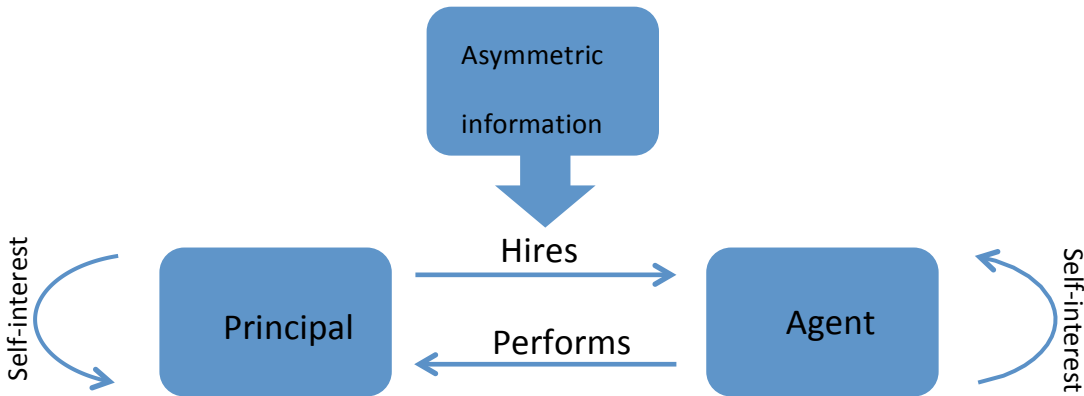 Asymmetric
information
Hires
Self-interest
Principal
Agent
Self-interest
Performs